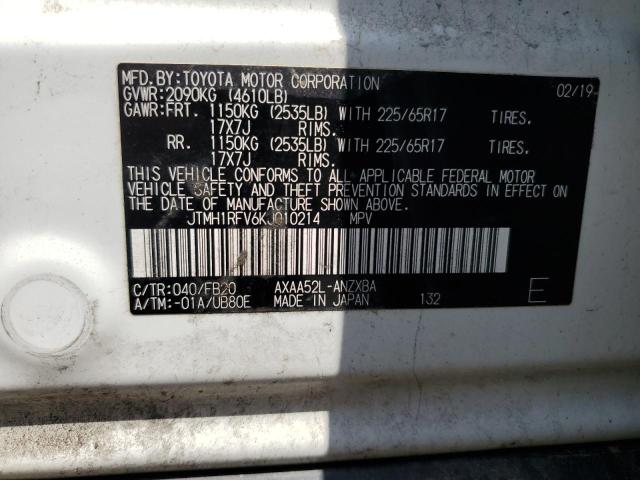 MFD.BY:TOYOTA MOTOR CORPORATION 02/19
GVWR:2090KG (4610LB)
GAWR:FRT. 1150KG (2535LB) WITH 225/65R17 TIRES.
17X7J RIMS.
RR. 1150KG (2535LB) WITH 225/65R17 TIRES.
17X7J RIMS.
THIS VEHICLE CONFORMS TO ALL APPLICABLE FEDERAL MOTOR
VEHICLE SAFETY AND THEFT PREVENTION STANDARDS IN EFFECT
ON THE DATE OF MANUFACTURE SHOWN ABOVE.
JTMH1RFV6KJ010214 MPV
C/TR:040/FB20 AXAA52L-ANZXBA
A/TM:-01A/UB80E MADE IN JAPAN 132 E